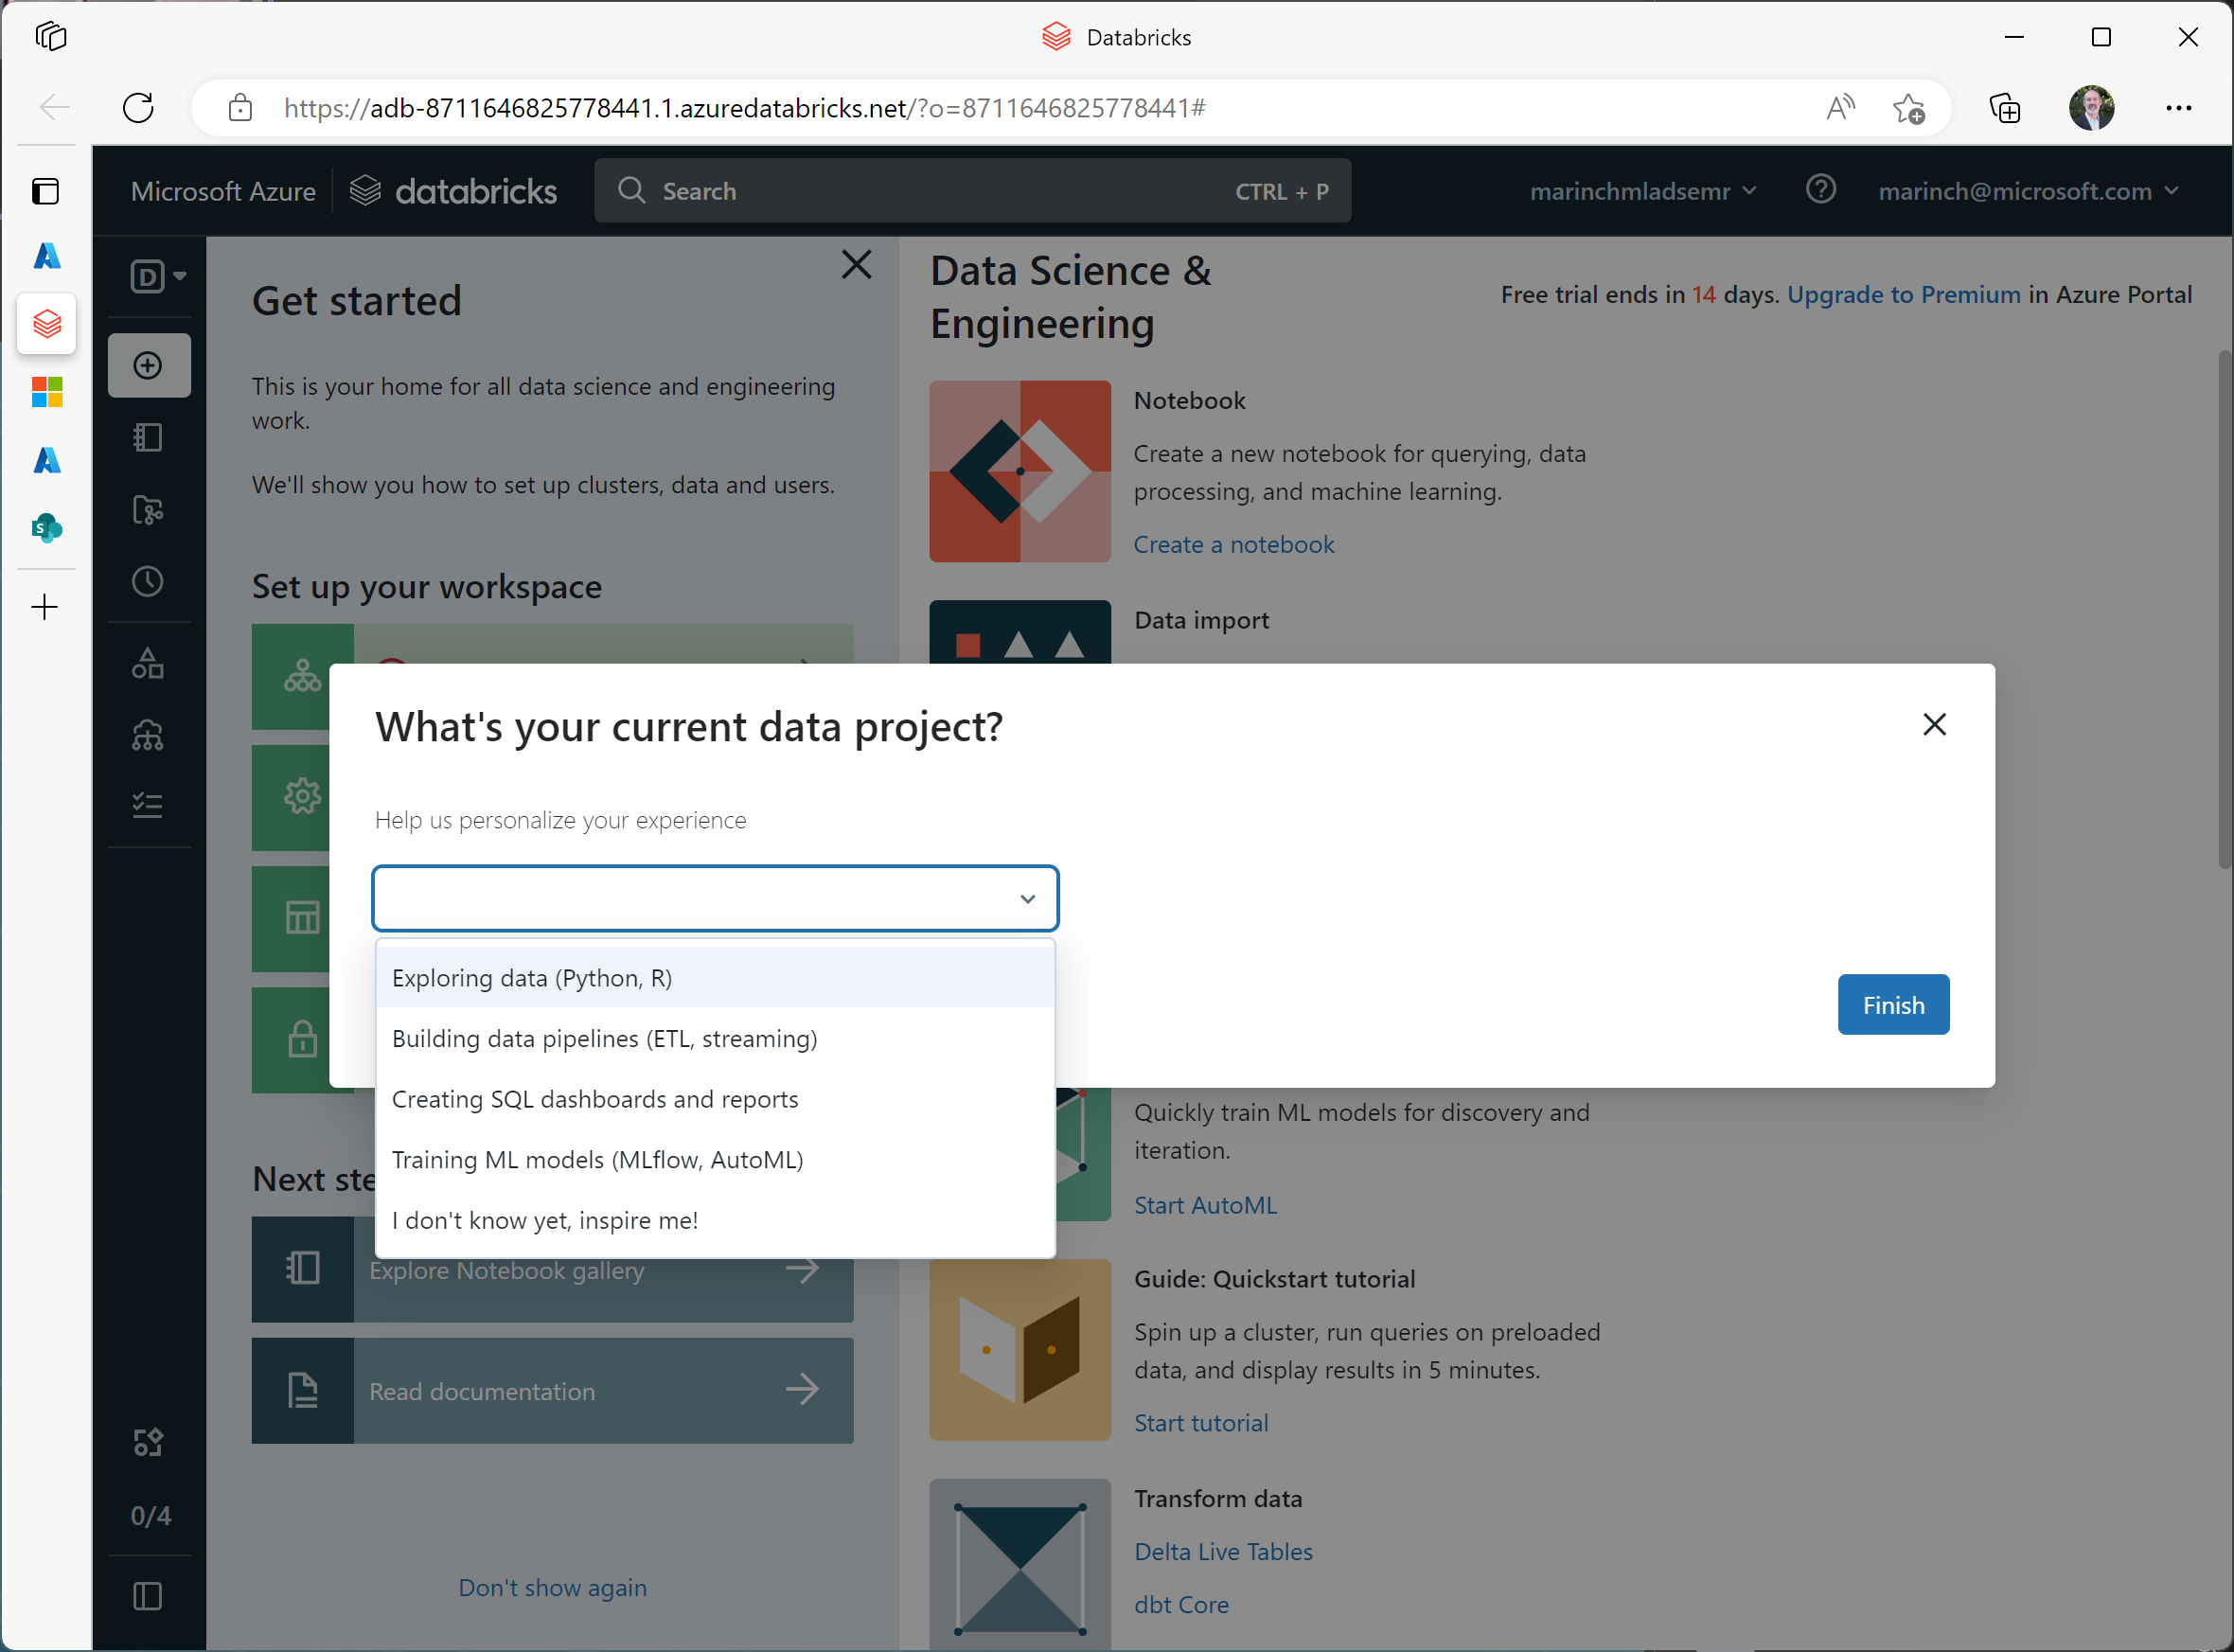 Databricks
https://adb-8711646825778441.1.azuredatabricks.net/?o=8711646825778441#
Microsoft Azure
databricks
Search
CTRL + P
marinchmladsemr
marinch@microsoft.com
D
Get started
This is your home for all data science and engineering
work.
We'll show you how to set up clusters, data and users.
Set up your workspace
Data Science &
Engineering
Free trial ends in 14 days. Upgrade to Premium in Azure Portal
Notebook
Create a new notebook for querying, data
processing, and machine learning.
Create a notebook
Data import
What's your current data project?
Help us personalize your experience
Exploring data (Python, R)
Building data pipelines (ETL, streaming)
Creating SQL dashboards and reports
Training ML models (MLflow, AutoML)
I don't know yet, inspire me!
Finish
Quickly train ML models for discovery and
iteration.
Start AutoML
Next ste
Explore Notebook gallery
Read documentation
Don't show again
0/4
Guide: Quickstart tutorial
Spin up a cluster, run queries on preloaded
data, and display results in 5 minutes.
Start tutorial
Transform data
Delta Live Tables
dbt Core